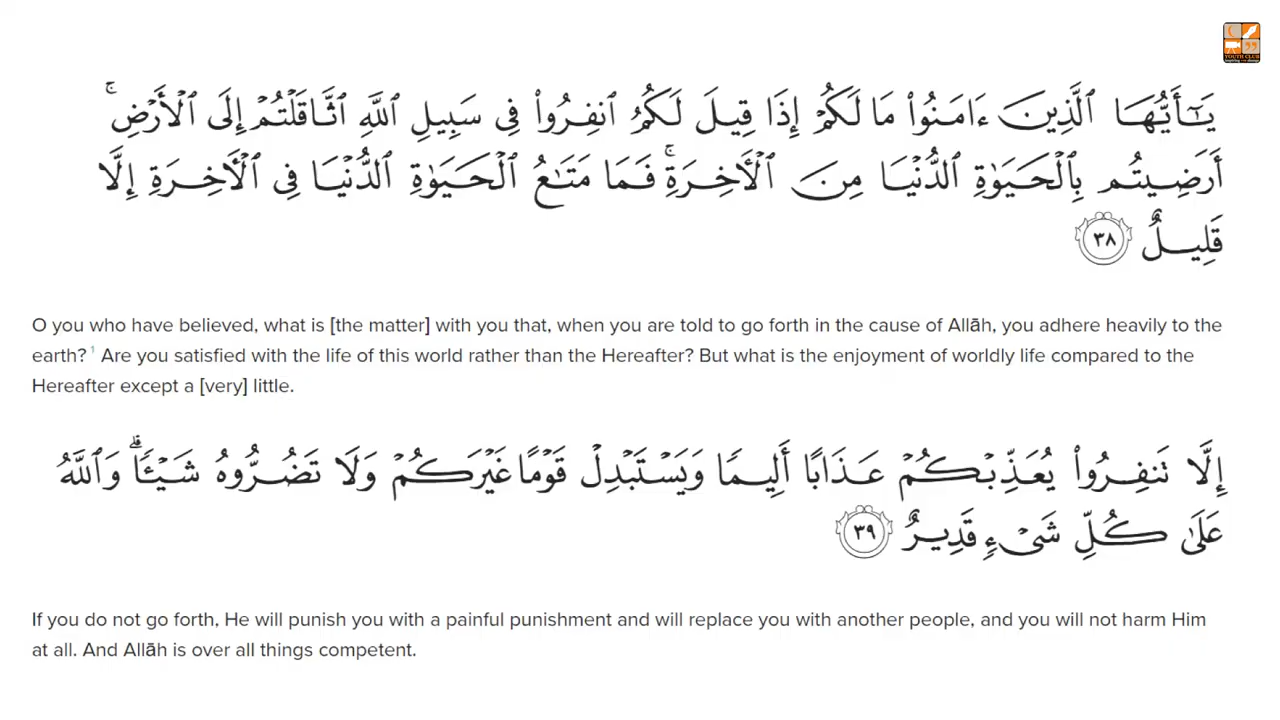 YOUTH CLUB
يَـٰٓأَيُّهَا ٱلَّذِينَ ءَامَنُوا۟ مَا لَكُمْ إِذَا قِيلَ لَكُمُ ٱنفِرُوا۟ فِى سَبِيلِ ٱللَّهِ ٱثَّاقَلْتُمْ إِلَى ٱلْأَرْضِ ۚ
أَرَضِيتُم بِٱلْحَيَوٰةِ ٱلدُّنْيَا مِنَ ٱلْـَٔاخِرَةِ ۚ فَمَا مَتَـٰعُ ٱلْحَيَوٰةِ ٱلدُّنْيَا فِى ٱلْـَٔاخِرَةِ إِلَّا
قَلِيلٌ ٣٨
O you who have believed, what is [the matter] with you that, when you are told to go forth in the cause of Allāh, you adhere heavily to the
earth? ¹ Are you satisfied with the life of this world rather than the Hereafter? But what is the enjoyment of worldly life compared to the
Hereafter except a [very] little.
إِلَّا تَنفِرُوا۟ يُعَذِّبْكُمْ عَذَابًا أَلِيمًا وَيَسْتَبْدِلْ قَوْمًا غَيْرَكُمْ وَلَا تَضُرُّوهُ شَيْـًٔا ۗ وَٱللَّهُ
عَلَىٰ كُلِّ شَىْءٍ قَدِيرٌ ٣٩
If you do not go forth, He will punish you with a painful punishment and will replace you with another people, and you will not harm Him
at all. And Allāh is over all things competent.